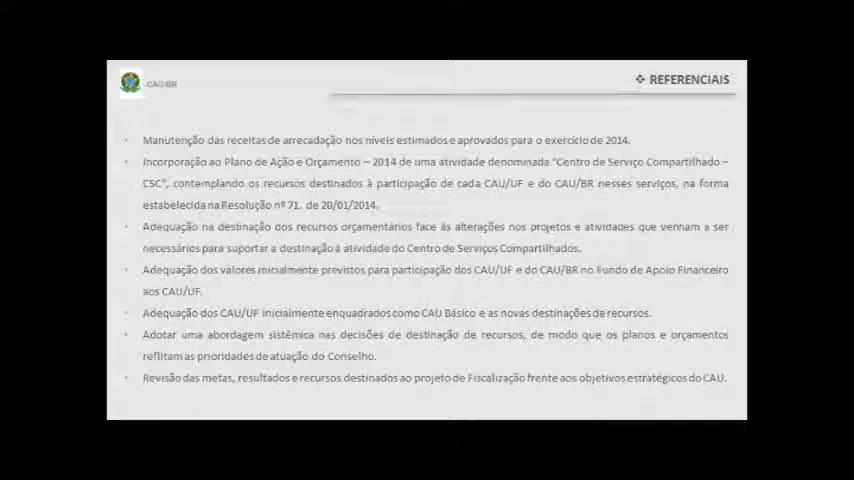 CAU/BR
❖ REFERENCIAIS
• Manutenção das receitas de arrecadação nos níveis estimados e aprovados para o exercício de 2014.
• Incorporação ao Plano de Ação e Orçamento – 2014 de uma atividade denominada “Centro de Serviço Compartilhado –
CSC”, contemplando os recursos destinados à participação de cada CAU/UF e do CAU/BR nesses serviços, na forma
estabelecida na Resolução nº 71, de 20/01/2014.
• Adequação na destinação dos recursos orçamentários face às alterações nos projetos e atividades que venham a ser
necessários para suportar a destinação à atividade do Centro de Serviços Compartilhados.
• Adequação dos valores inicialmente previstos para participação dos CAU/UF e do CAU/BR no Fundo de Apoio Financeiro
aos CAU/UF.
• Adequação dos CAU/UF inicialmente enquadrados como CAU Básico e as novas destinações de recursos.
• Adotar uma abordagem sistêmica nas decisões de destinação de recursos, de modo que os planos e orçamentos
reflitam as prioridades de atuação do Conselho.
• Revisão das metas, resultados e recursos destinados ao projeto de Fiscalização frente aos objetivos estratégicos do CAU.